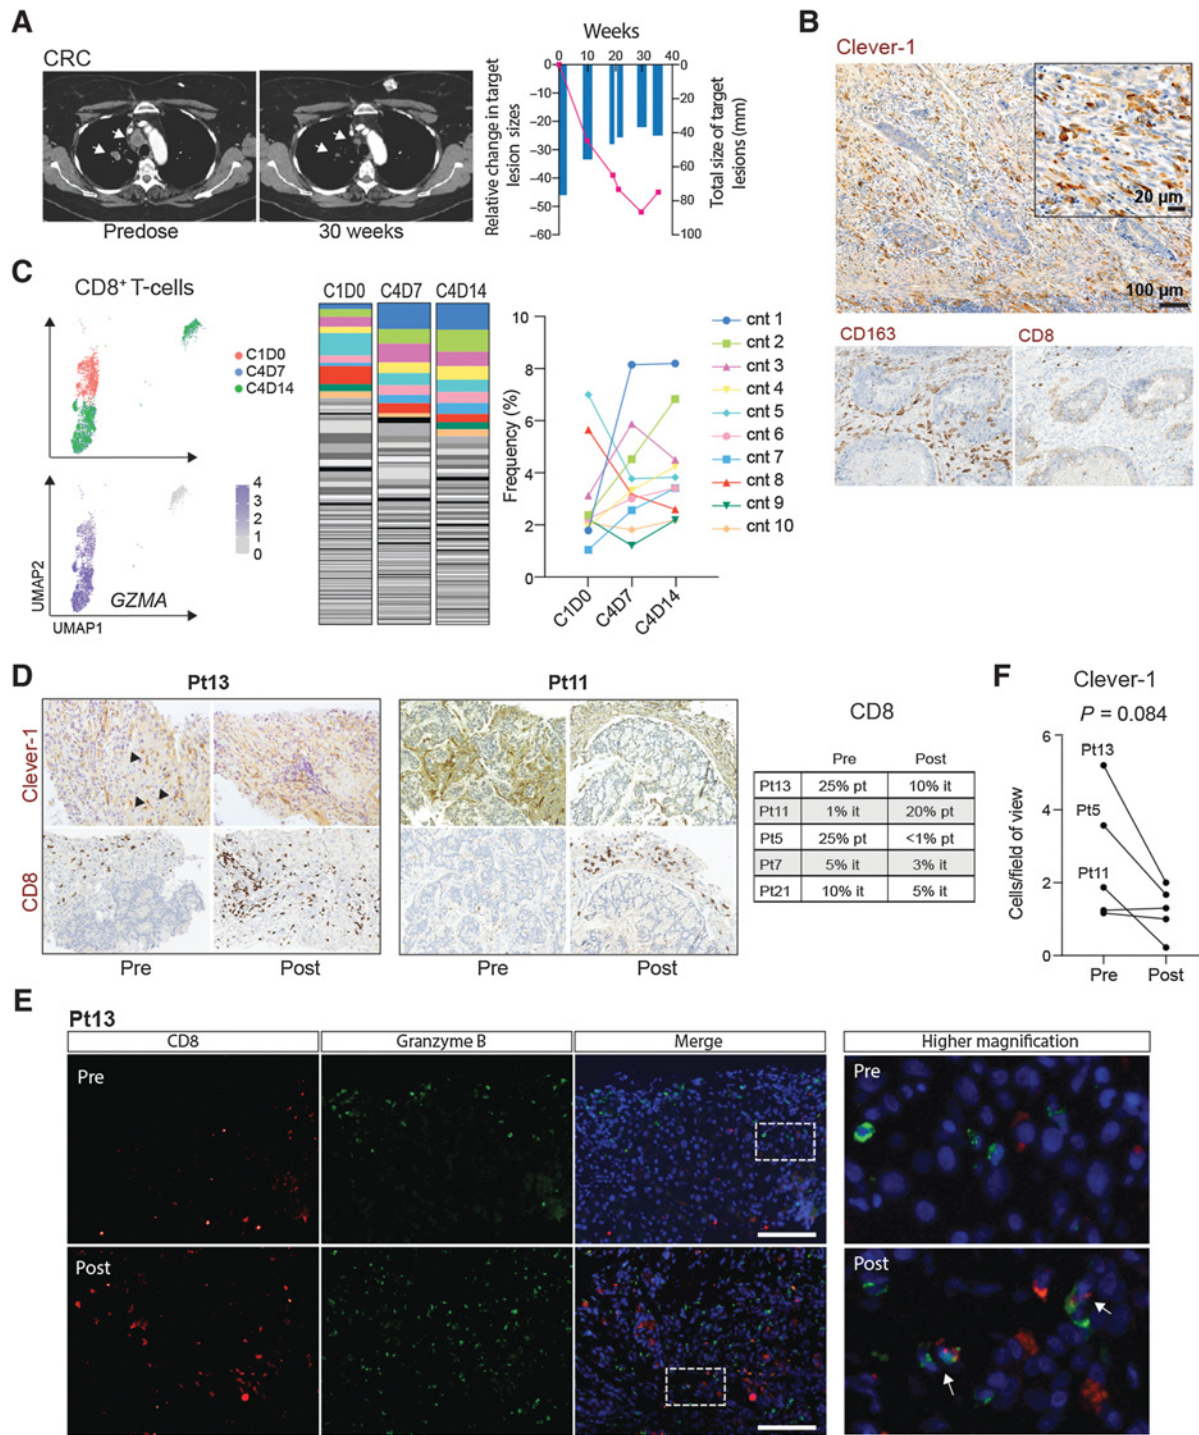 A
CRC
Predose
30 weeks
Weeks
0 10 20 30 40
Relative change in target
lesion sizes
0
−10
−20
−30
−40
−50
−60
0
20
40
60
80
100
Total size of target
lesions (mm)
B
Clever-1
20 µm
100 µm
CD163
CD8
C
CD8+ T-cells
C1D0
C4D7
C4D14
4
3
2
1
0
GZMA
UMAP2
UMAP1
C1D0 C4D7 C4D14
Frequency (%)
10
8
6
4
2
0
C1D0
C4D7
C4D14
cnt 1
cnt 2
cnt 3
cnt 4
cnt 5
cnt 6
cnt 7
cnt 8
cnt 9
cnt 10
D
Pt13
Pt11
Clever-1
CD8
Pre Post
Pre Post
CD8
Pre Post
Pt13 25% pt 10% it
Pt11 1% it 20% pt
Pt5 25% pt <1% pt
Pt7 5% it 3% it
Pt21 10% it 5% it
F
Clever-1
P = 0.084
Cells/field of view
6
4
2
0
Pt13
Pt5
Pt11
Pre Post
E
Pt13
CD8 Granzyme B Merge Higher magnification
Pre
Pre
Post
Post